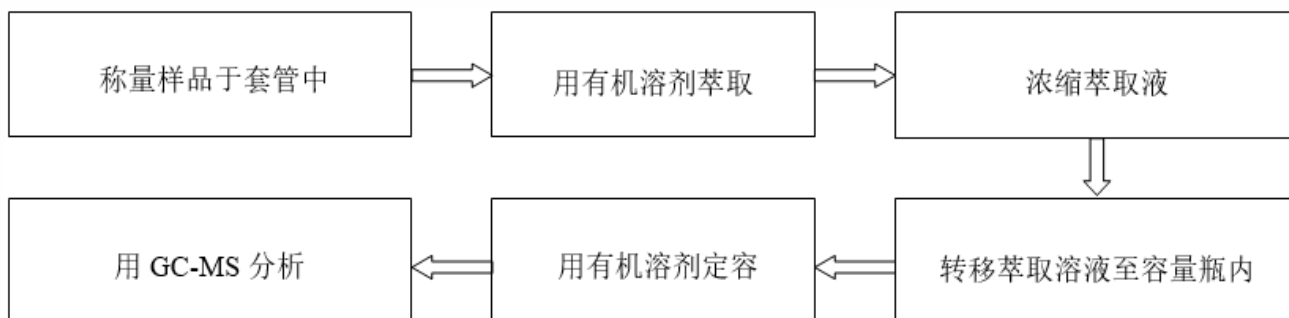 称量样品于套管中
用有机溶剂萃取
浓缩萃取液
转移萃取溶液至容量瓶内
用有机溶剂定容
用 GC-MS 分析